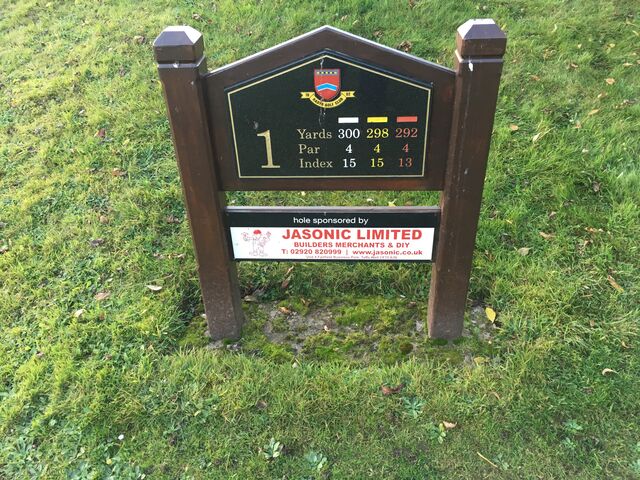 1
Yards 300 298 292
Par 4 4 4
Index 15 15 13
hole sponsored by
JASONIC LIMITED
BUILDERS MERCHANTS & DIY
T: 02920 820999 | www.jasonic.co.uk